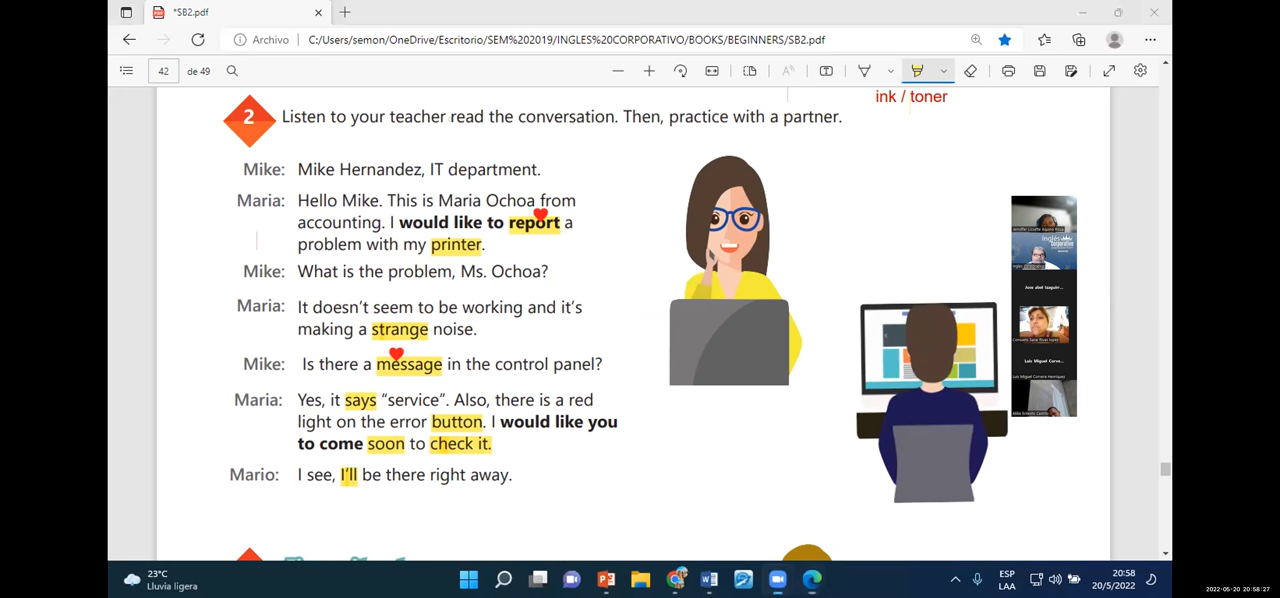 *SB2.pdf
Archivo
C:/Users/semon/OneDrive/Escritorio/SEM%202019/INGLES%20CORPORATIVO/BOOKS/BEGINNERS/SB2.pdf
42 de 49
ink / toner
2 Listen to your teacher read the conversation. Then, practice with a partner.
Mike: Mike Hernandez, IT department.
Maria: Hello Mike. This is Maria Ochoa from
accounting. I would like to report a
problem with my printer.
Mike: What is the problem, Ms. Ochoa?
Maria: It doesn't seem to be working and it's
making a strange noise.
Mike: Is there a message in the control panel?
Maria: Yes, it says "service". Also, there is a red
light on the error button. I would like you
to come soon to check it.
Mario: I see, I'll be there right away.
23°C
Lluvia ligera
ESP
LAA
20:58
20/5/2022
2022-05-20 20:58:27